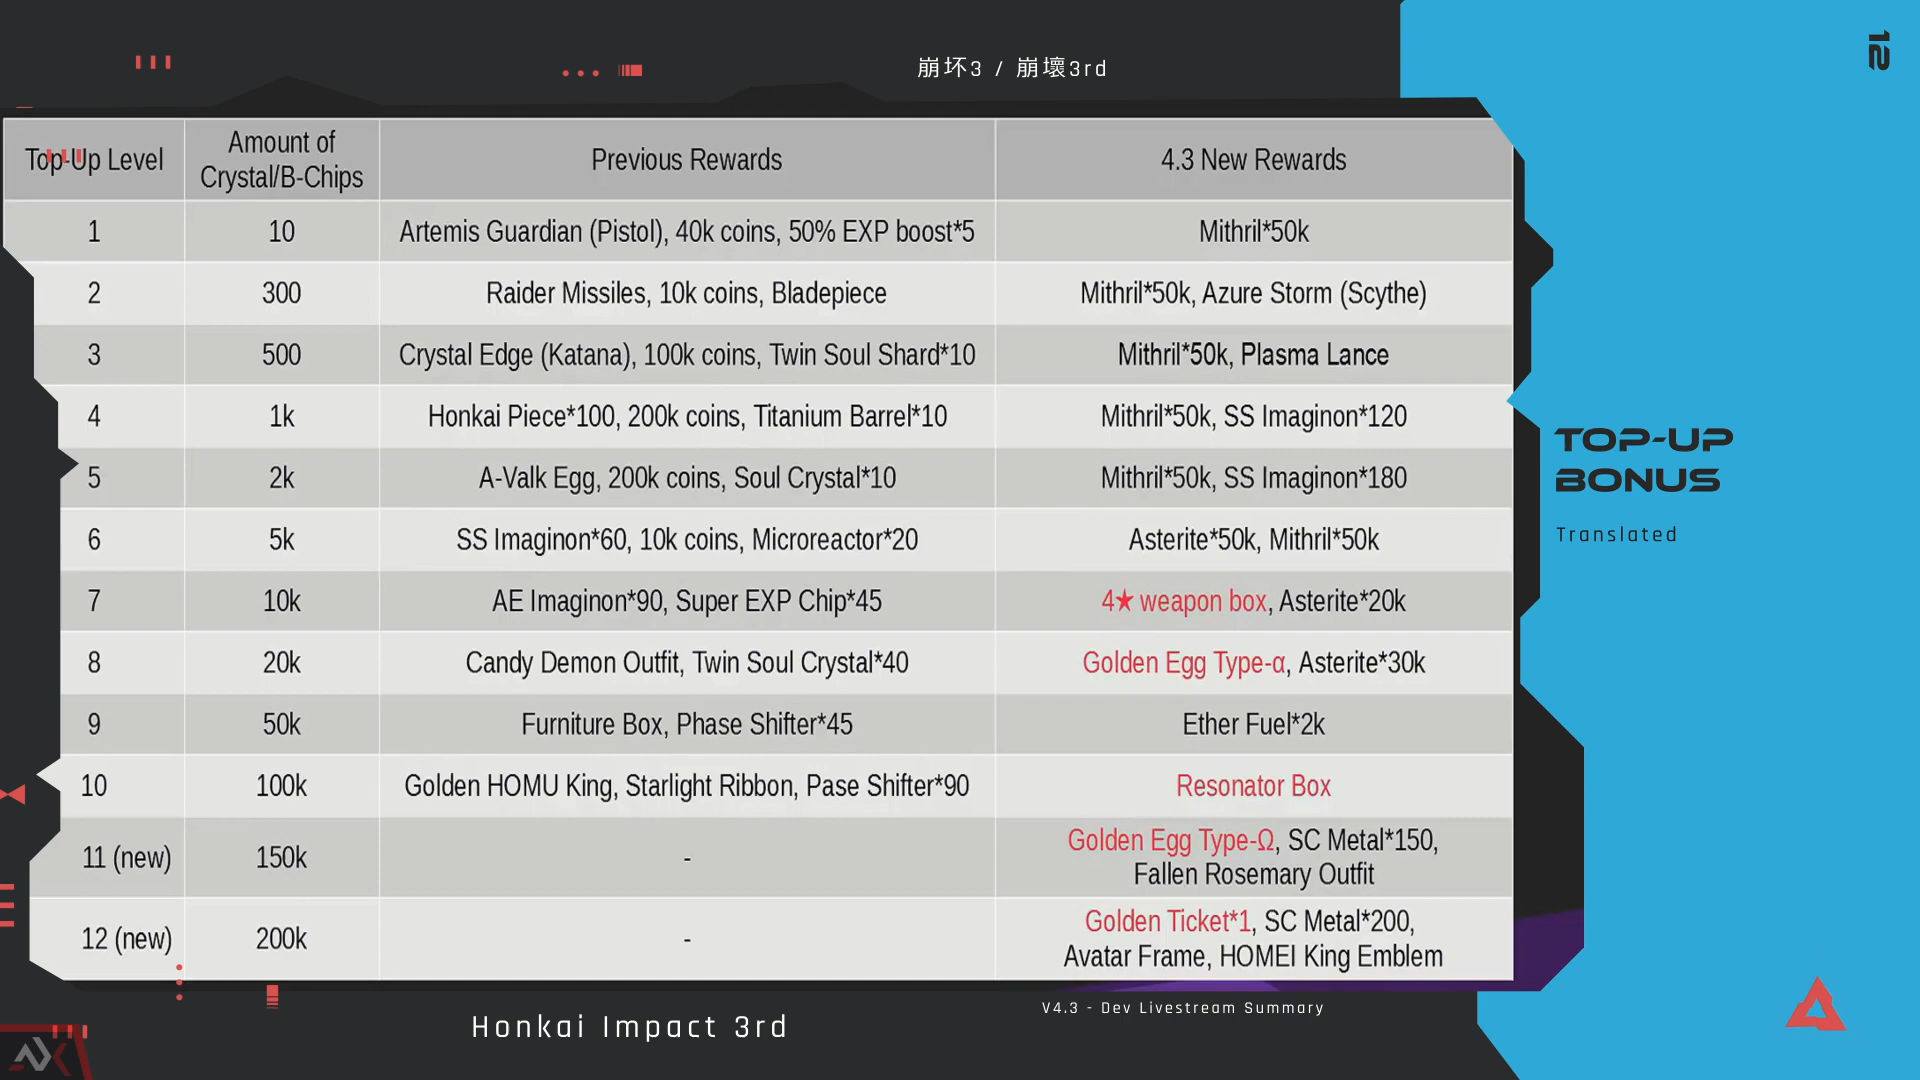 崩坏3 / 崩壞3rd
12
Top-Up Level
Amount of
Crystal/B-Chips
Previous Rewards
4.3 New Rewards
1
10
Artemis Guardian (Pistol), 40k coins, 50% EXP boost*5
Mithril*50k
2
300
Raider Missiles, 10k coins, Bladepiece
Mithril*50k, Azure Storm (Scythe)
3
500
Crystal Edge (Katana), 100k coins, Twin Soul Shard*10
Mithril*50k, Plasma Lance
4
1k
Honkai Piece*100, 200k coins, Titanium Barrel*10
Mithril*50k, SS Imaginon*120
5
2k
A-Valk Egg, 200k coins, Soul Crystal*10
Mithril*50k, SS Imaginon*180
6
5k
SS Imaginon*60, 10k coins, Microreactor*20
Asterite*50k, Mithril*50k
7
10k
AE Imaginon*90, Super EXP Chip*45
4★ weapon box, Asterite*20k
8
20k
Candy Demon Outfit, Twin Soul Crystal*40
Golden Egg Type-α, Asterite*30k
9
50k
Furniture Box, Phase Shifter*45
Ether Fuel*2k
10
100k
Golden HOMU King, Starlight Ribbon, Pase Shifter*90
Resonator Box
11 (new)
150k
-
Golden Egg Type-Ω, SC Metal*150,
Fallen Rosemary Outfit
12 (new)
200k
-
Golden Ticket*1, SC Metal*200,
Avatar Frame, HOMEI King Emblem
TOP-UP
BONUS
Translated
V4.3 - Dev Livestream Summary
Honkai Impact 3rd